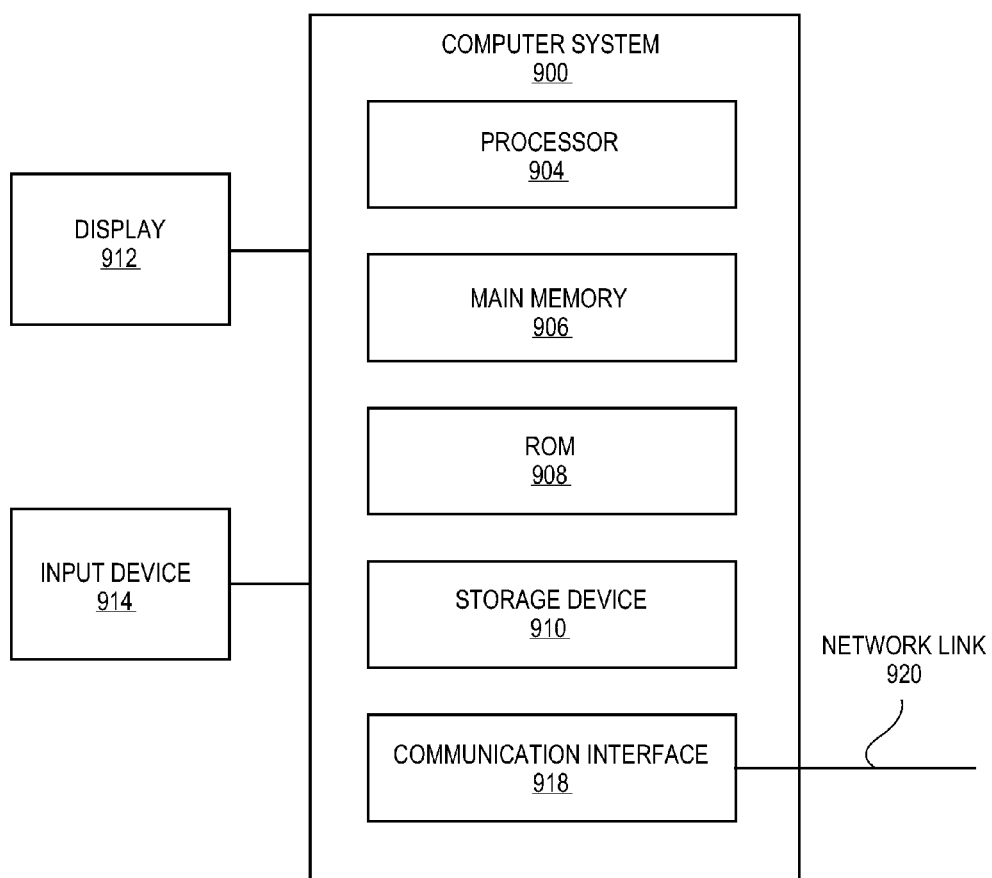 COMPUTER SYSTEM
900
PROCESSOR
904
DISPLAY
912
MAIN MEMORY
906
ROM
908
INPUT DEVICE
914
STORAGE DEVICE
910
NETWORK LINK
920
COMMUNICATION INTERFACE
918